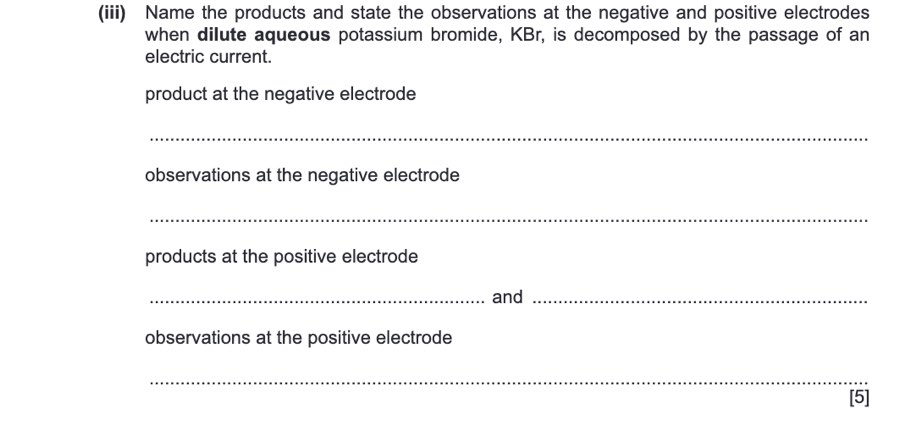 (iii) Name the products and state the observations at the negative and positive electrodes
when dilute aqueous potassium bromide, KBr, is decomposed by the passage of an
electric current.
product at the negative electrode
....................................................................................................................................
observations at the negative electrode
....................................................................................................................................
products at the positive electrode
.............................................................. and ..............................................................
observations at the positive electrode
....................................................................................................................................
[5]